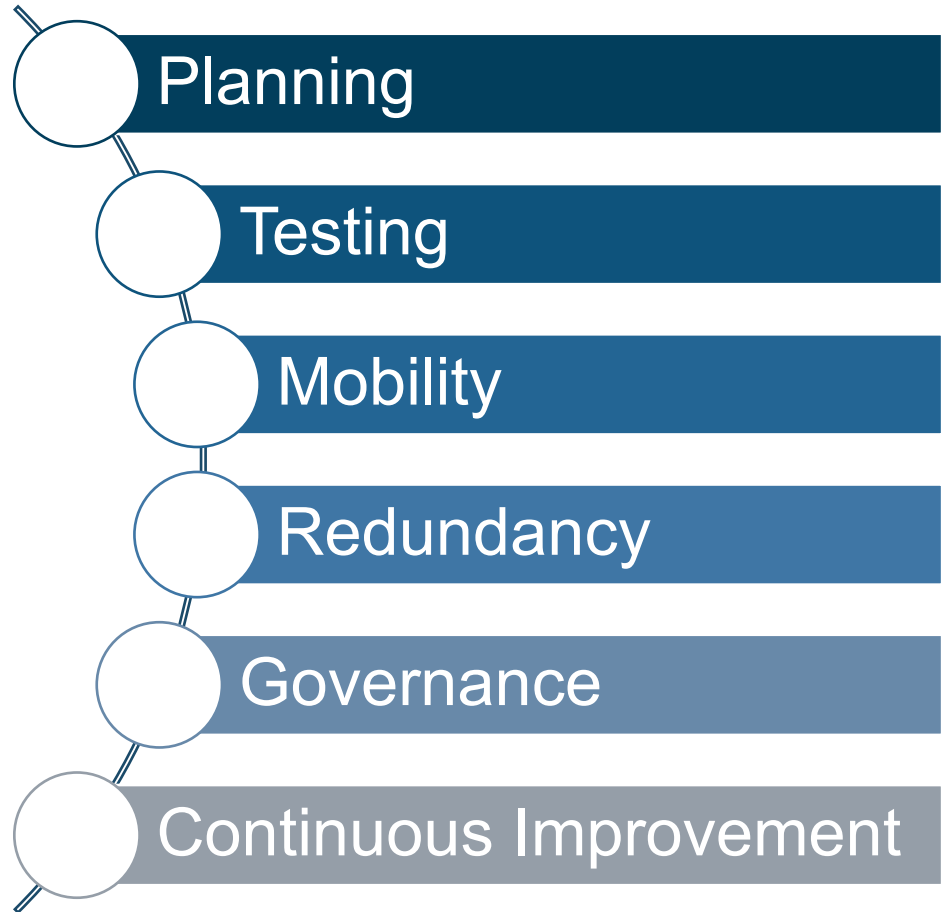 Planning
Testing
Mobility
Redundancy
Governance
Continuous Improvement